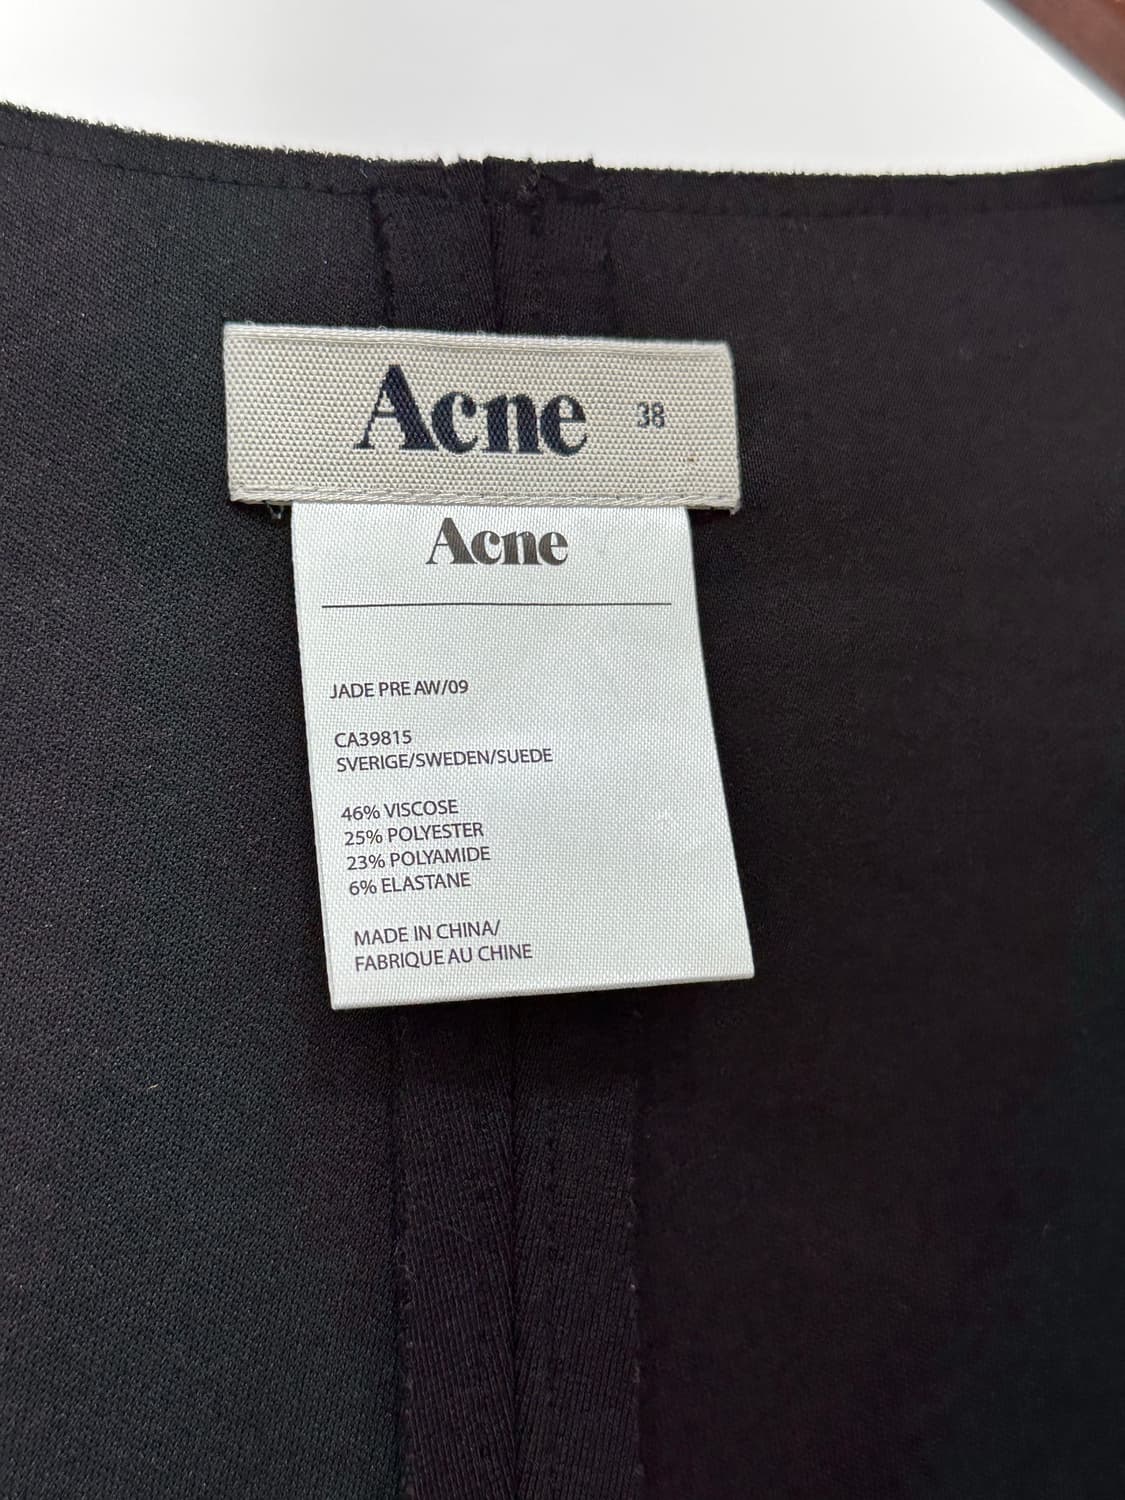 Acne 38
Acne
JADE PRE AW/09
CA39815
SVERIGE/SWEDEN/SUEDE
46% VISCOSE
25% POLYESTER
23% POLYAMIDE
6% ELASTANE
MADE IN CHINA/
FABRIQUE AU CHINE